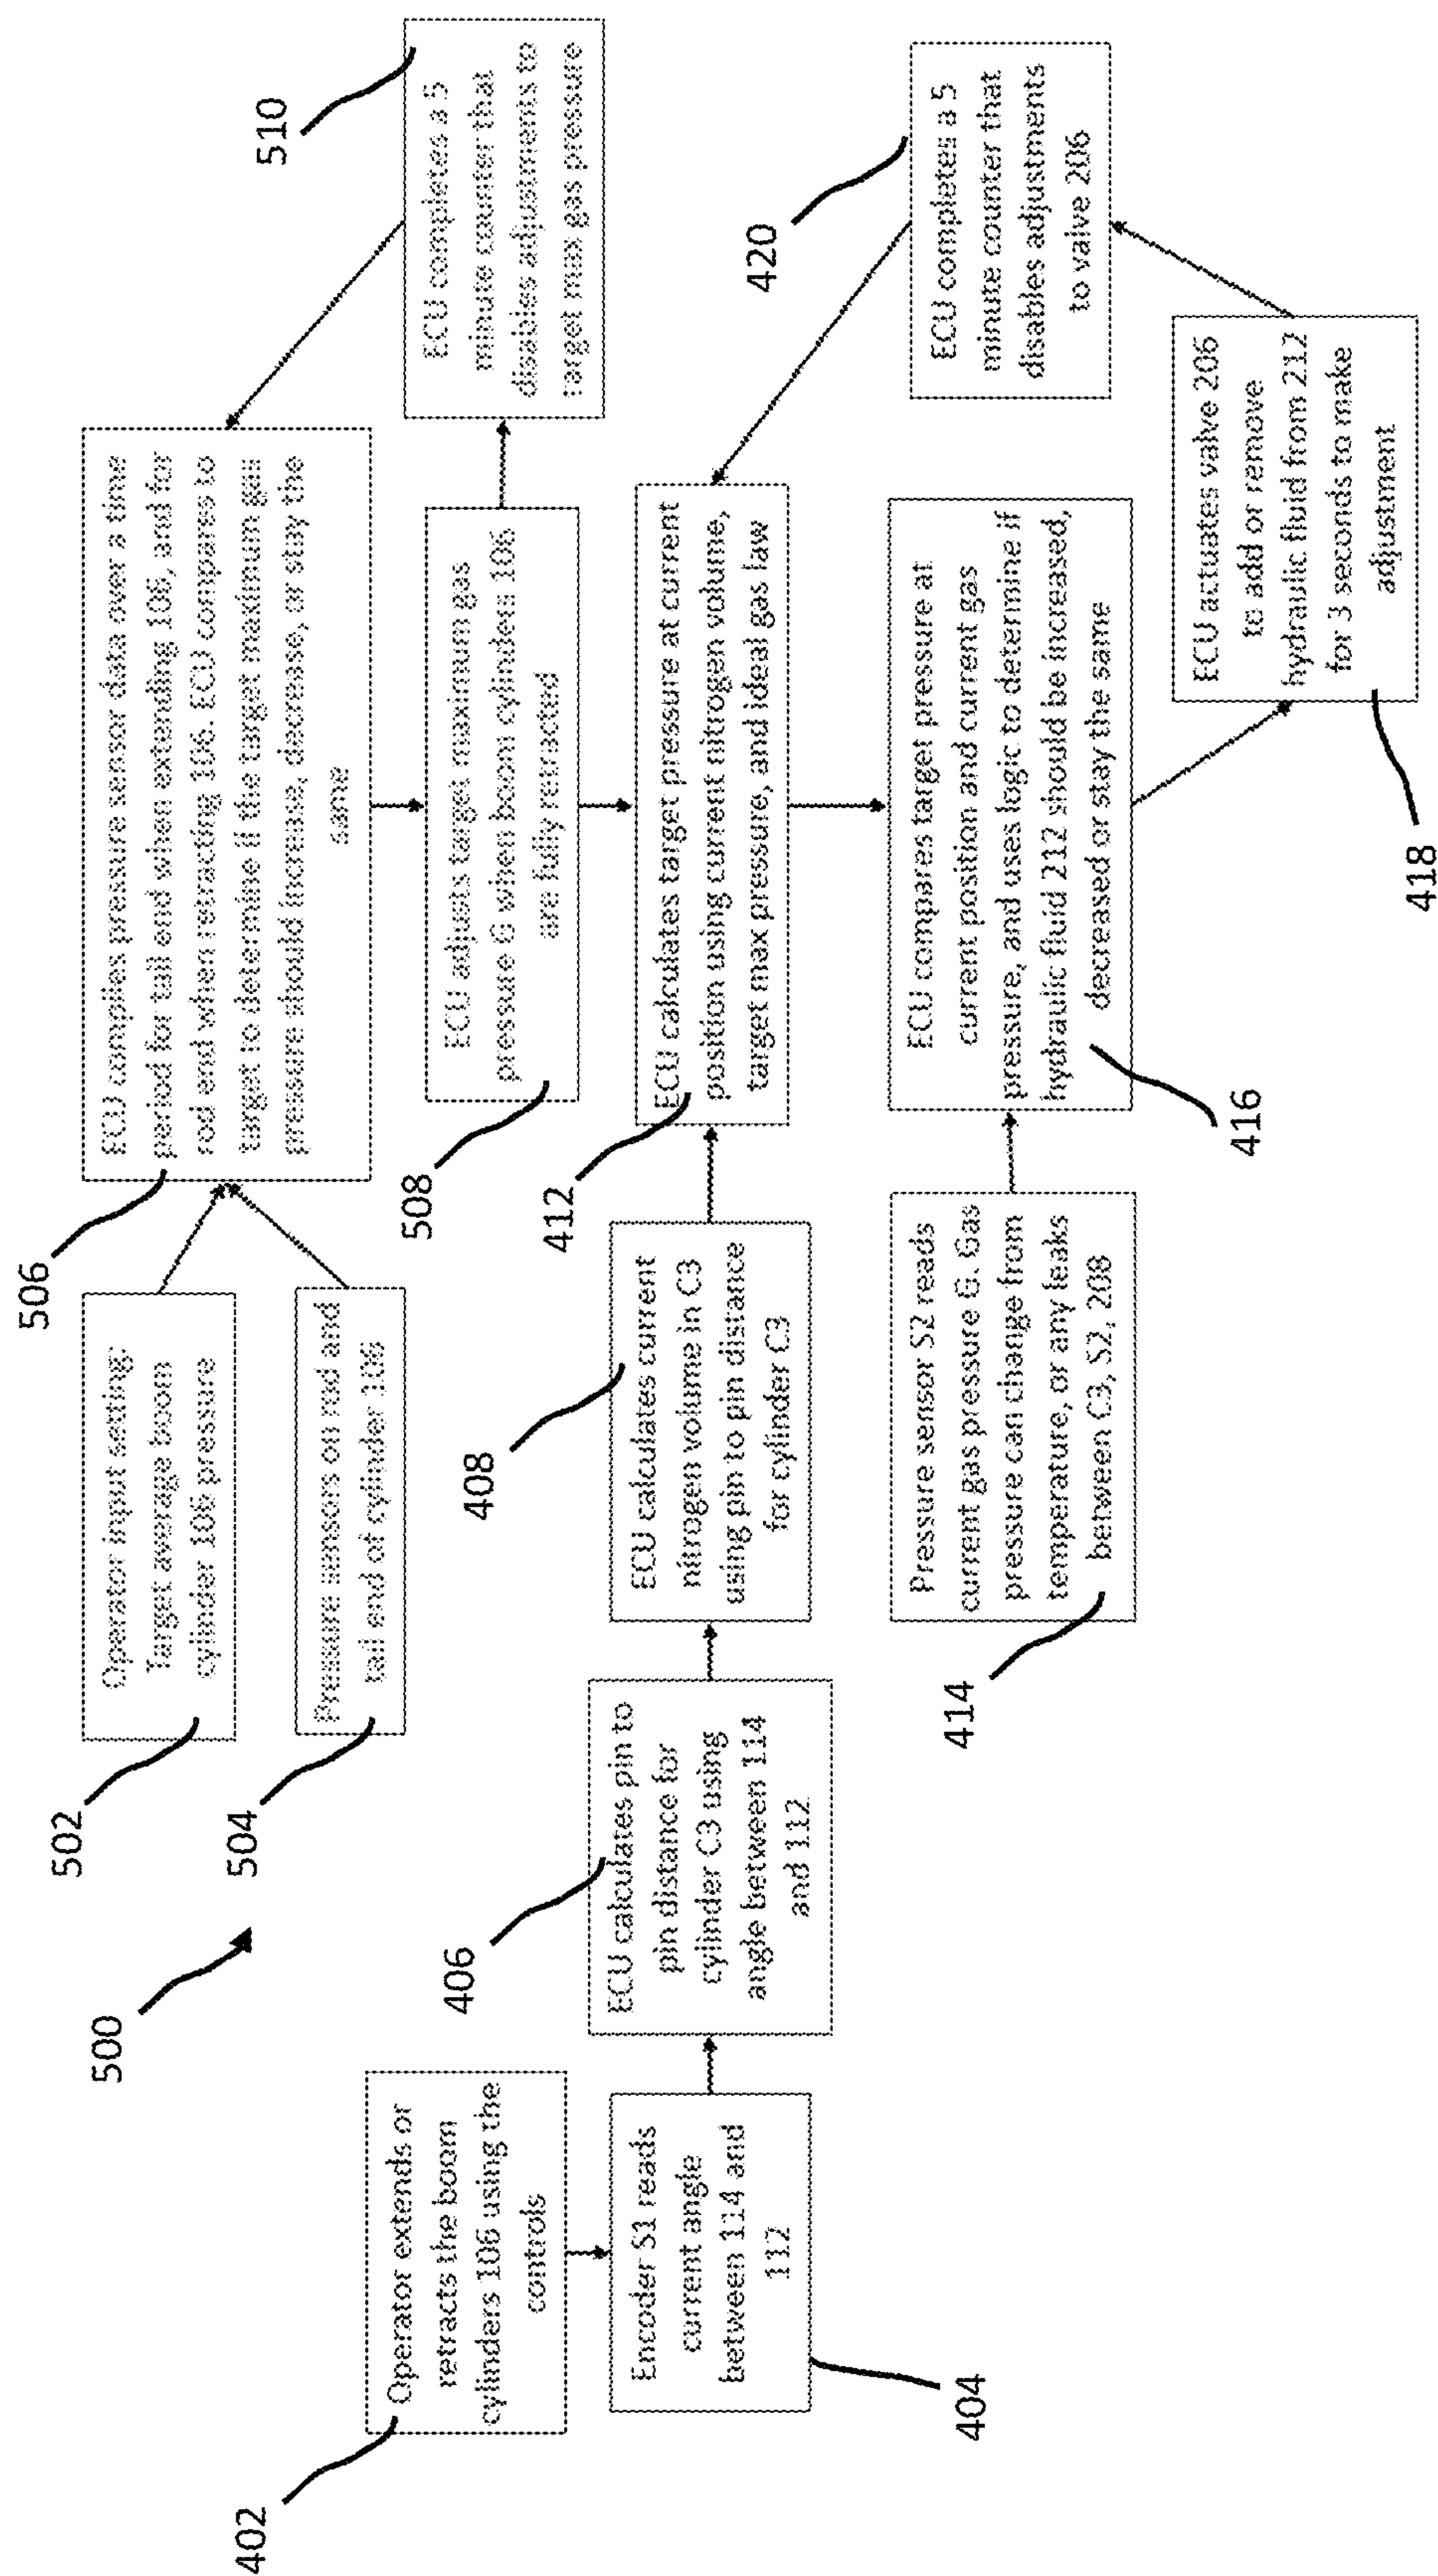 500
502
Operator input setting:
Target average boom
cylinder 106 pressure
504
Pressure sensors on rod and
tail end of cylinder 106
506
ECU compiles pressure sensor data over a time
period for tail end when extending 106, and for
rod end when retracting 106. ECU compares to
target to determine if the target maximum gas
pressure should increase, decrease, or stay the
same
508
ECU adjusts target maximum gas
pressure G when boom cylinders 106
are fully retracted
510
ECU completes a 5
minute counter that
disables adjustments to
target max gas pressure
402
Operator extends or
retracts the boom
cylinders 106 using the
controls
404
Encoder S1 reads
current angle
between 114 and
112
406
ECU calculates pin to
pin distance for
cylinder C3 using
angle between 114
and 112
408
ECU calculates current
nitrogen volume in C3
using pin to pin distance
for cylinder C3
412
ECU calculates target pressure at current
position using current nitrogen volume,
target max pressure, and ideal gas law
414
Pressure sensor S2 reads
current gas pressure G. Gas
pressure can change from
temperature, or any leaks
between C3, S2, 208
416
ECU compares target pressure at
current position and current gas
pressure, and uses logic to determine if
hydraulic fluid 212 should be increased,
decreased or stay the same
418
ECU actuates valve 206
to add or remove
hydraulic fluid from 212
for 3 seconds to make
adjustment
420
ECU completes a 5
minute counter that
disables adjustments
to valve 206